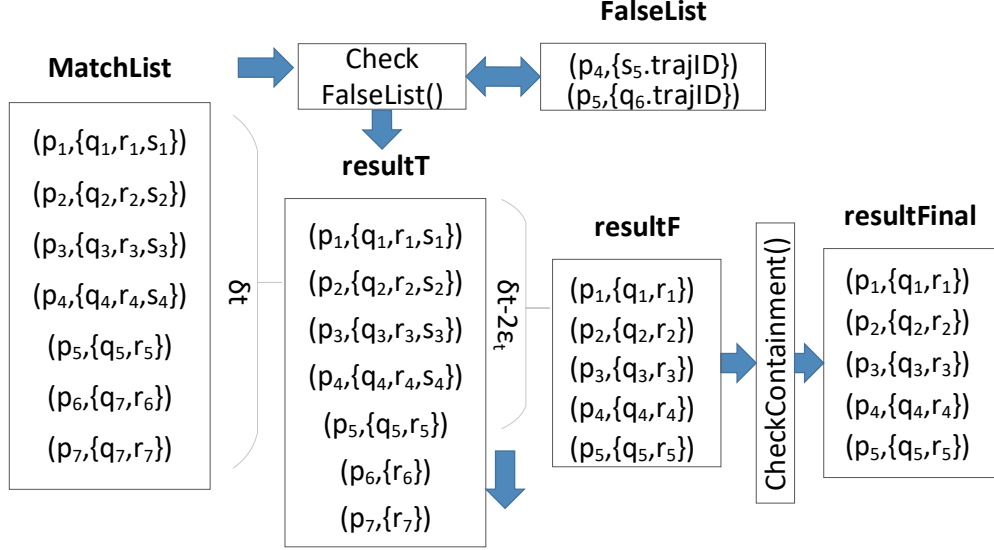 FalseList
Check
FalseList()
(p₄,{s₅.trajID})
(p₅,{q₆.trajID})
MatchList
(p₁,{q₁,r₁,s₁})
(p₂,{q₂,r₂,s₂})
(p₃,{q₃,r₃,s₃})
(p₄,{q₄,r₄,s₄})
(p₅,{q₅,r₅})
(p₆,{q₇,r₆})
(p₇,{q₇,r₇})
δt
resultT
(p₁,{q₁,r₁,s₁})
(p₂,{q₂,r₂,s₂})
(p₃,{q₃,r₃,s₃})
(p₄,{q₄,r₄,s₄})
(p₅,{q₅,r₅})
(p₆,{r₆})
(p₇,{r₇})
δt-2εₜ
resultF
(p₁,{q₁,r₁})
(p₂,{q₂,r₂})
(p₃,{q₃,r₃})
(p₄,{q₄,r₄})
(p₅,{q₅,r₅})
CheckContainment()
resultFinal
(p₁,{q₁,r₁})
(p₂,{q₂,r₂})
(p₃,{q₃,r₃})
(p₄,{q₄,r₄})
(p₅,{q₅,r₅})